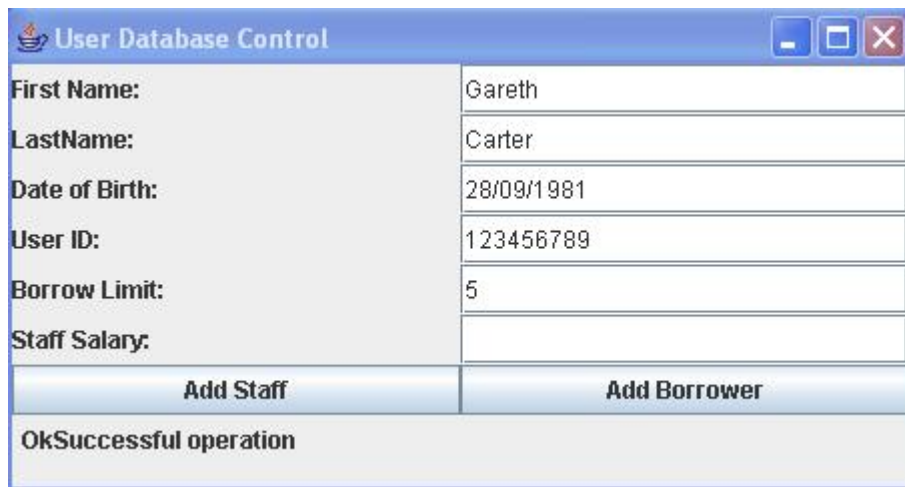 User Database Control
First Name: Gareth
LastName: Carter
Date of Birth: 28/09/1981
User ID: 123456789
Borrow Limit: 5
Staff Salary:
Add Staff Add Borrower
OkSuccessful operation